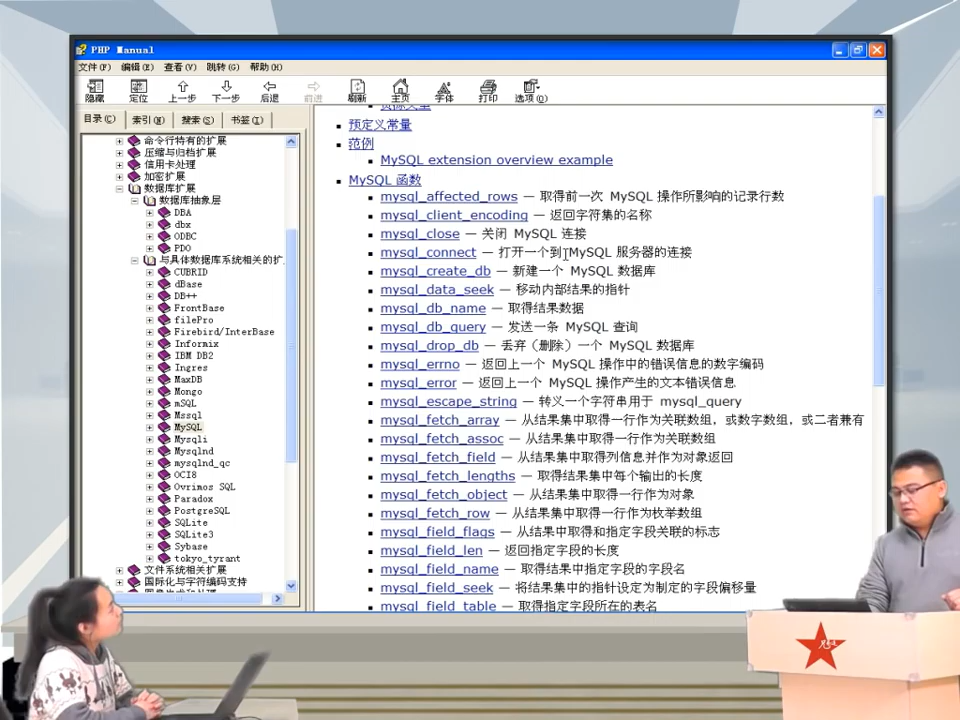 PHP Manual
文件(F) 编辑(E) 查看(V) 跳转(G) 帮助(H)
隐藏 定位 上一步 下一步 后退 前进 刷新 主页 字体 打印 选项(O)
目录(C) 索引(N) 搜索(S) 书签(I)
命令行特有的扩展
压缩与归档扩展
信用卡处理
加密扩展
数据库扩展
数据库抽象层
DBA
dbx
ODBC
PDO
与具体数据库系统相关的扩
CUBRID
dBase
DB++
FrontBase
filePro
Firebird/InterBase
Informix
IBM DB2
Ingres
MaxDB
Mongo
mSQL
Mssql
MySQL
Mysqli
Mysqlnd
mysqlnd_qc
OCI8
Ovrimos SQL
Paradox
PostgreSQL
SQLite
SQLite3
Sybase
tokyo_tyrant
文件系统相关扩展
国际化与字符编码支持
预定义常量
范例
MySQL extension overview example
MySQL 函数
mysql_affected_rows — 取得前一次 MySQL 操作所影响的记录行数
mysql_client_encoding — 返回字符集的名称
mysql_close — 关闭 MySQL 连接
mysql_connect — 打开一个到 MySQL 服务器的连接
mysql_create_db — 新建一个 MySQL 数据库
mysql_data_seek — 移动内部结果的指针
mysql_db_name — 取得结果数据
mysql_db_query — 发送一条 MySQL 查询
mysql_drop_db — 丢弃（删除）一个 MySQL 数据库
mysql_errno — 返回上一个 MySQL 操作中的错误信息的数字编码
mysql_error — 返回上一个 MySQL 操作产生的文本错误信息
mysql_escape_string — 转义一个字符串用于 mysql_query
mysql_fetch_array — 从结果集中取得一行作为关联数组，或数字数组，或二者兼有
mysql_fetch_assoc — 从结果集中取得一行作为关联数组
mysql_fetch_field — 从结果集中取得列信息并作为对象返回
mysql_fetch_lengths — 取得结果集中每个输出的长度
mysql_fetch_object — 从结果集中取得一行作为对象
mysql_fetch_row — 从结果集中取得一行作为枚举数组
mysql_field_flags — 从结果中取得和指定字段关联的标志
mysql_field_len — 返回指定字段的长度
mysql_field_name — 取得结果中指定字段的字段名
mysql_field_seek — 将结果集中的指针设定为制定的字段偏移量
mysql_field_table — 取得指定字段所在的表名